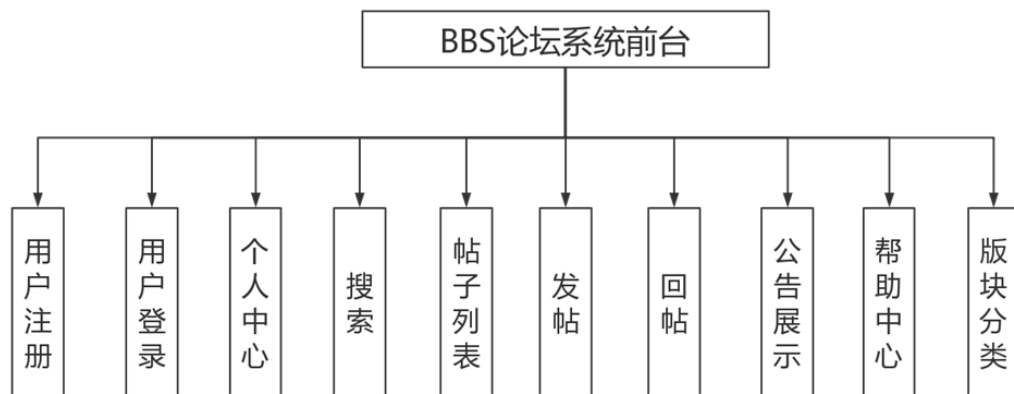 BBS论坛系统前台
用户注册
用户登录
个人中心
搜索
帖子列表
发帖
回帖
公告展示
帮助中心
版块分类